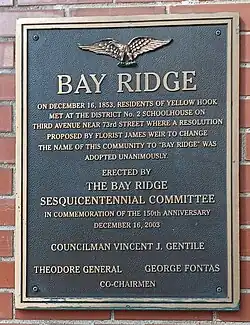 BAY RIDGE
ON DECEMBER 16, 1853, RESIDENTS OF YELLOW HOOK
MET AT THE DISTRICT No. 2 SCHOOLHOUSE ON
THIRD AVENUE NEAR 73rd STREET WHERE A RESOLUTION
PROPOSED BY FLORIST JAMES WEIR TO CHANGE
THE NAME OF THIS COMMUNITY TO "BAY RIDGE" WAS
ADOPTED UNANIMOUSLY.
ERECTED BY
THE BAY RIDGE
SESQUICENTENNIAL COMMITTEE
IN COMMEMORATION OF THE 150th ANNIVERSARY
DECEMBER 16, 2003
COUNCILMAN VINCENT J. GENTILE
THEODORE GENERAL GEORGE FONTAS
CO-CHAIRMEN